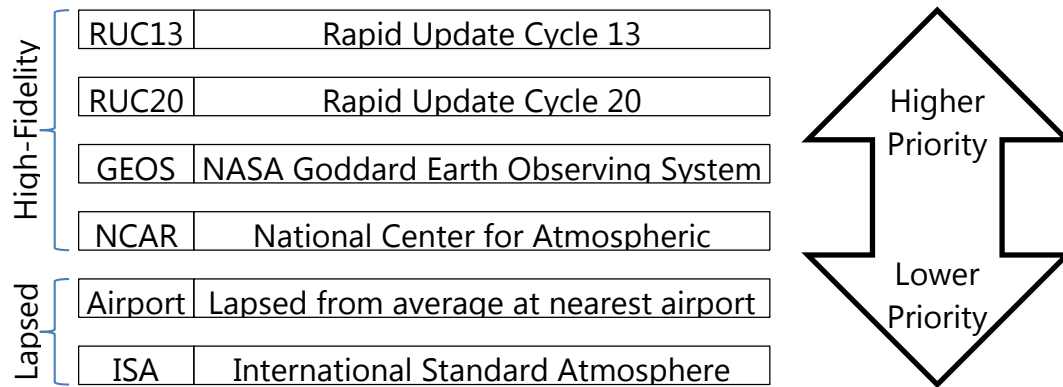 High-Fidelity
RUC13 Rapid Update Cycle 13
RUC20 Rapid Update Cycle 20
GEOS NASA Goddard Earth Observing System
NCAR National Center for Atmospheric
Lapsed
Airport Lapsed from average at nearest airport
ISA International Standard Atmosphere
Higher
Priority
Lower
Priority